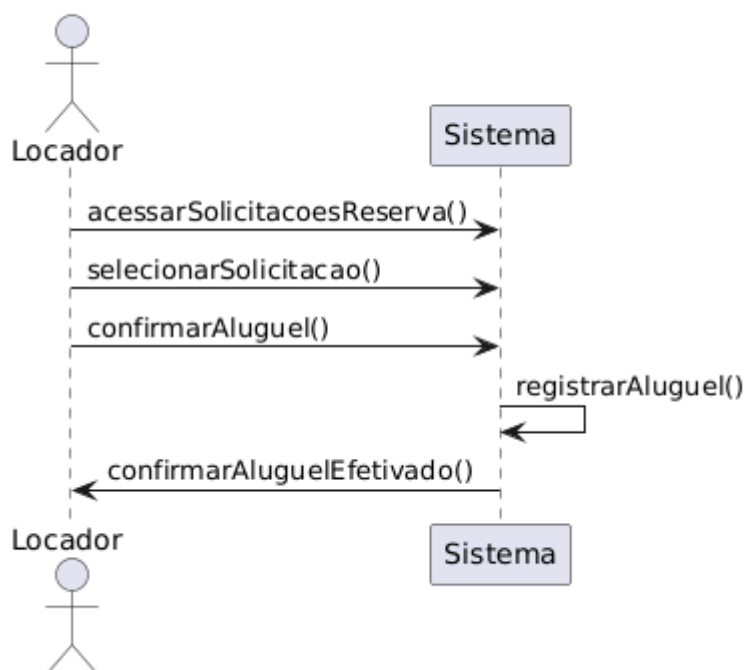 Locador
Sistema
acessarSolicitacoesReserva()
selecionarSolicitacao()
confirmarAluguel()
registrarAluguel()
confirmarAluguelEfetivado()
Locador
Sistema